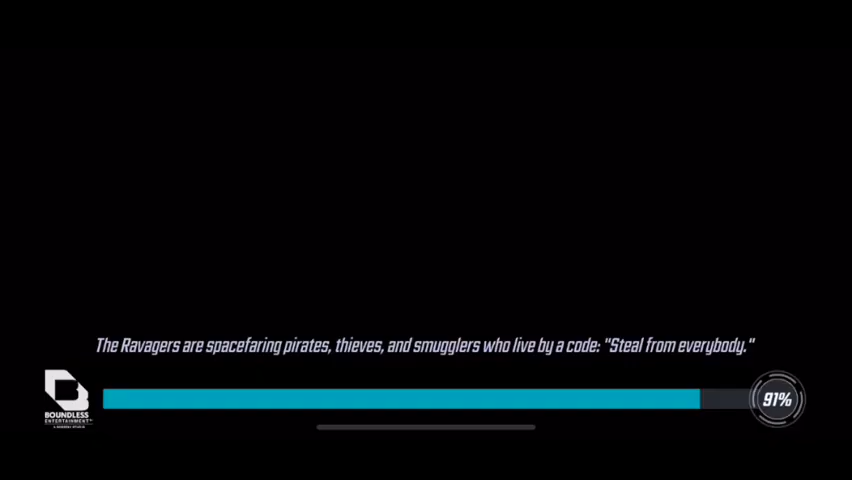 The Ravagers are spacefaring pirates, thieves, and smugglers who live by a code: "Steal from everybody."
91%
BOUNDLESS
ENTERTAINMENT